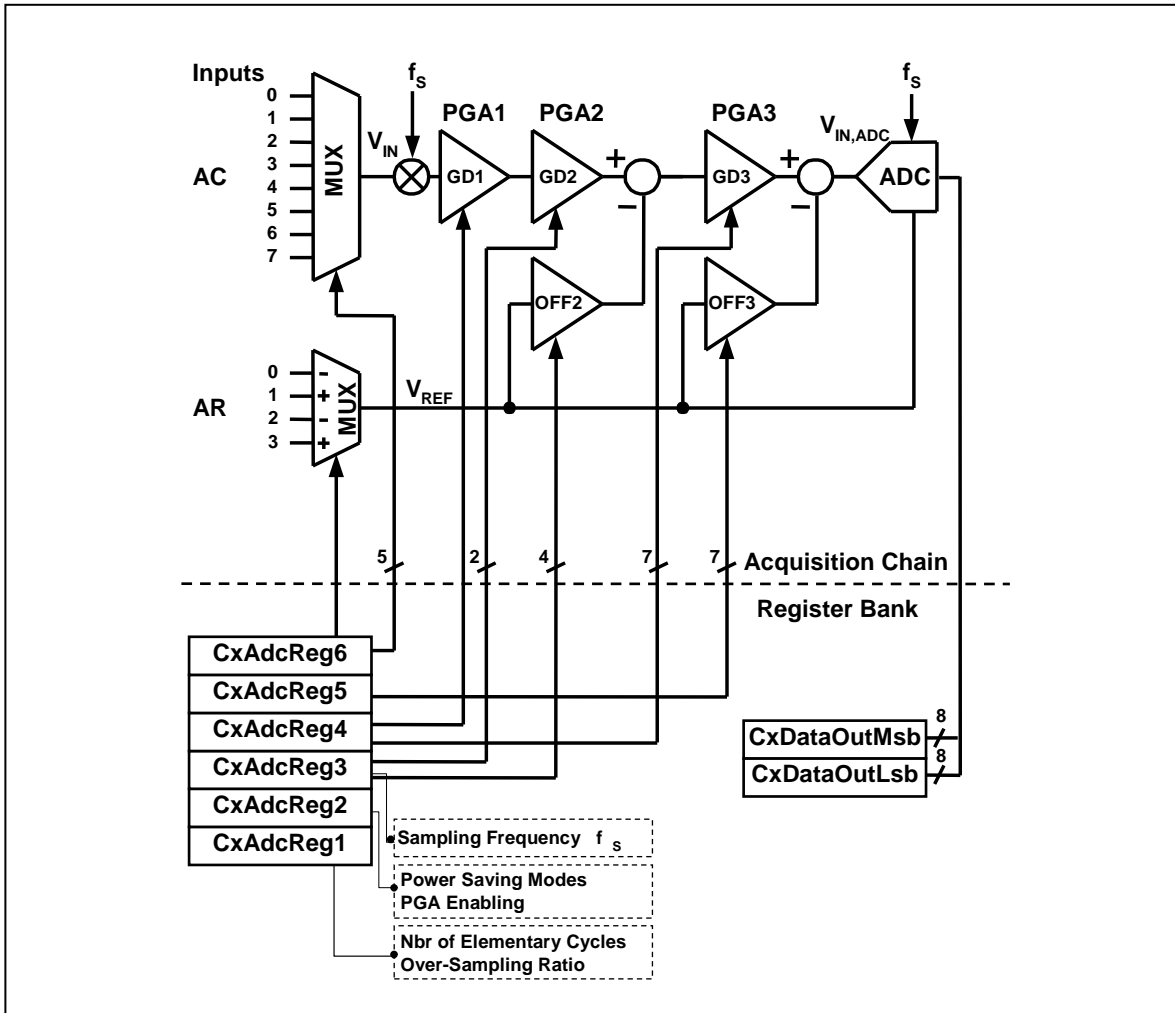 Inputs
f S
PGA1 PGA2 PGA3
f S
0
1
2
3
4
5
6
7
AC
MUX
V IN
GD1
GD2
+
−
GD3
+
−
V IN,ADC
ADC
OFF2
OFF3
AR
0 -
1 +
2 -
3 +
MUX
V REF
5
2
4
7
7
Acquisition Chain
Register Bank
CxAdcReg6
CxAdcReg5
CxAdcReg4
CxAdcReg3
CxAdcReg2
CxAdcReg1
8
CxDataOutMsb
8
CxDataOutLsb
Sampling Frequency f S
Power Saving Modes
PGA Enabling
Nbr of Elementary Cycles
Over-Sampling Ratio